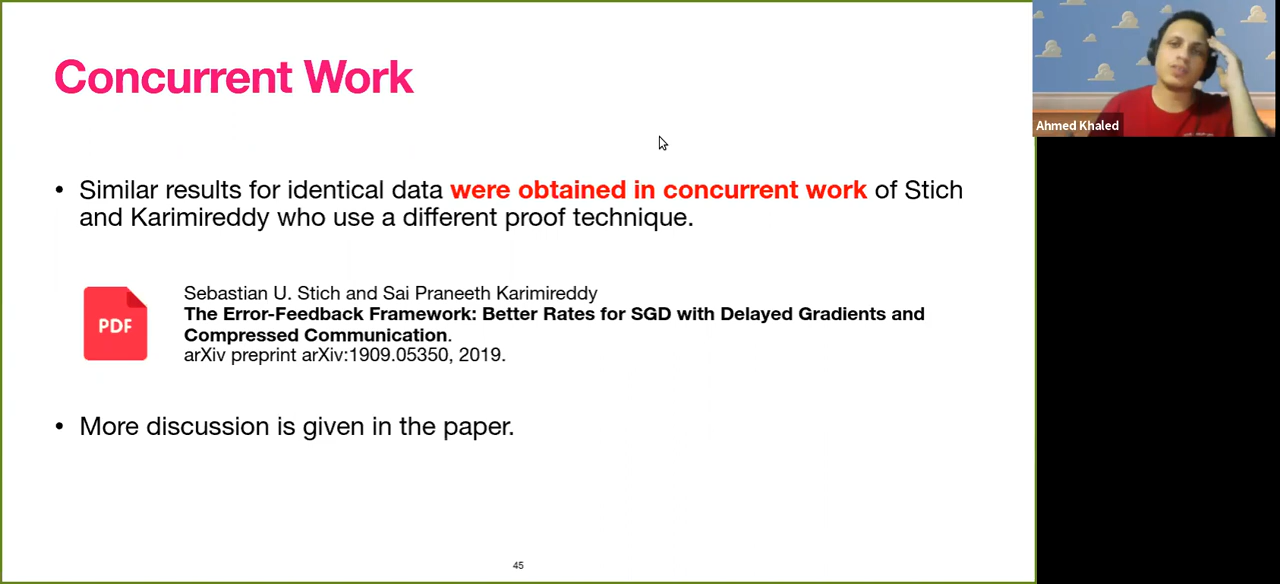 Concurrent Work
Ahmed Khaled
• Similar results for identical data were obtained in concurrent work of Stich
and Karimireddy who use a different proof technique.
PDF
Sebastian U. Stich and Sai Praneeth Karimireddy
The Error-Feedback Framework: Better Rates for SGD with Delayed Gradients and
Compressed Communication.
arXiv preprint arXiv:1909.05350, 2019.
• More discussion is given in the paper.
45